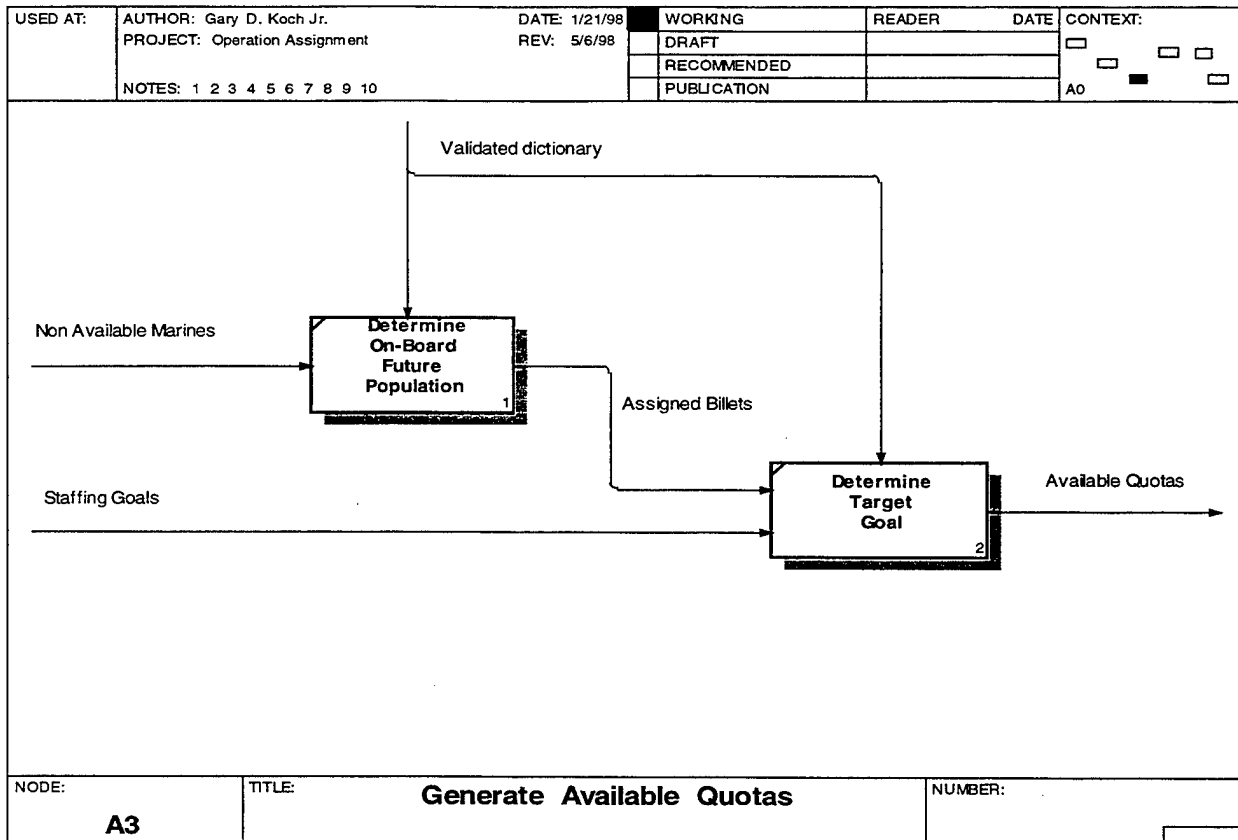 USED AT:
AUTHOR: Gary D. Koch Jr.
DATE: 1/21/98
PROJECT: Operation Assignment
REV: 5/6/98
NOTES: 1 2 3 4 5 6 7 8 9 10
WORKING
DRAFT
RECOMMENDED
PUBLICATION
READER
DATE
CONTEXT:
A0
Validated dictionary
Non Available Marines
Determine
On-Board
Future
Population
1
Assigned Billets
Staffing Goals
Determine
Target
Goal
2
Available Quotas
NODE:
A3
TITLE:
Generate Available Quotas
NUMBER: